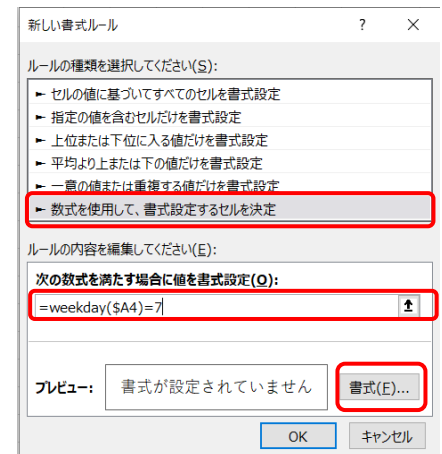 新しい書式ルール ? ×
ルールの種類を選択してください(S):
► セルの値に基づいてすべてのセルを書式設定
► 指定の値を含むセルだけを書式設定
► 上位または下位に入る値だけを書式設定
► 平均より上または下の値だけを書式設定
► 一意の値または重複する値だけを書式設定
► 数式を使用して、書式設定するセルを決定
ルールの内容を編集してください(E):
次の数式を満たす場合に値を書式設定(O):
=weekday($A4)=7
プレビュー: 書式が設定されていません 書式(F)...
OK キャンセル